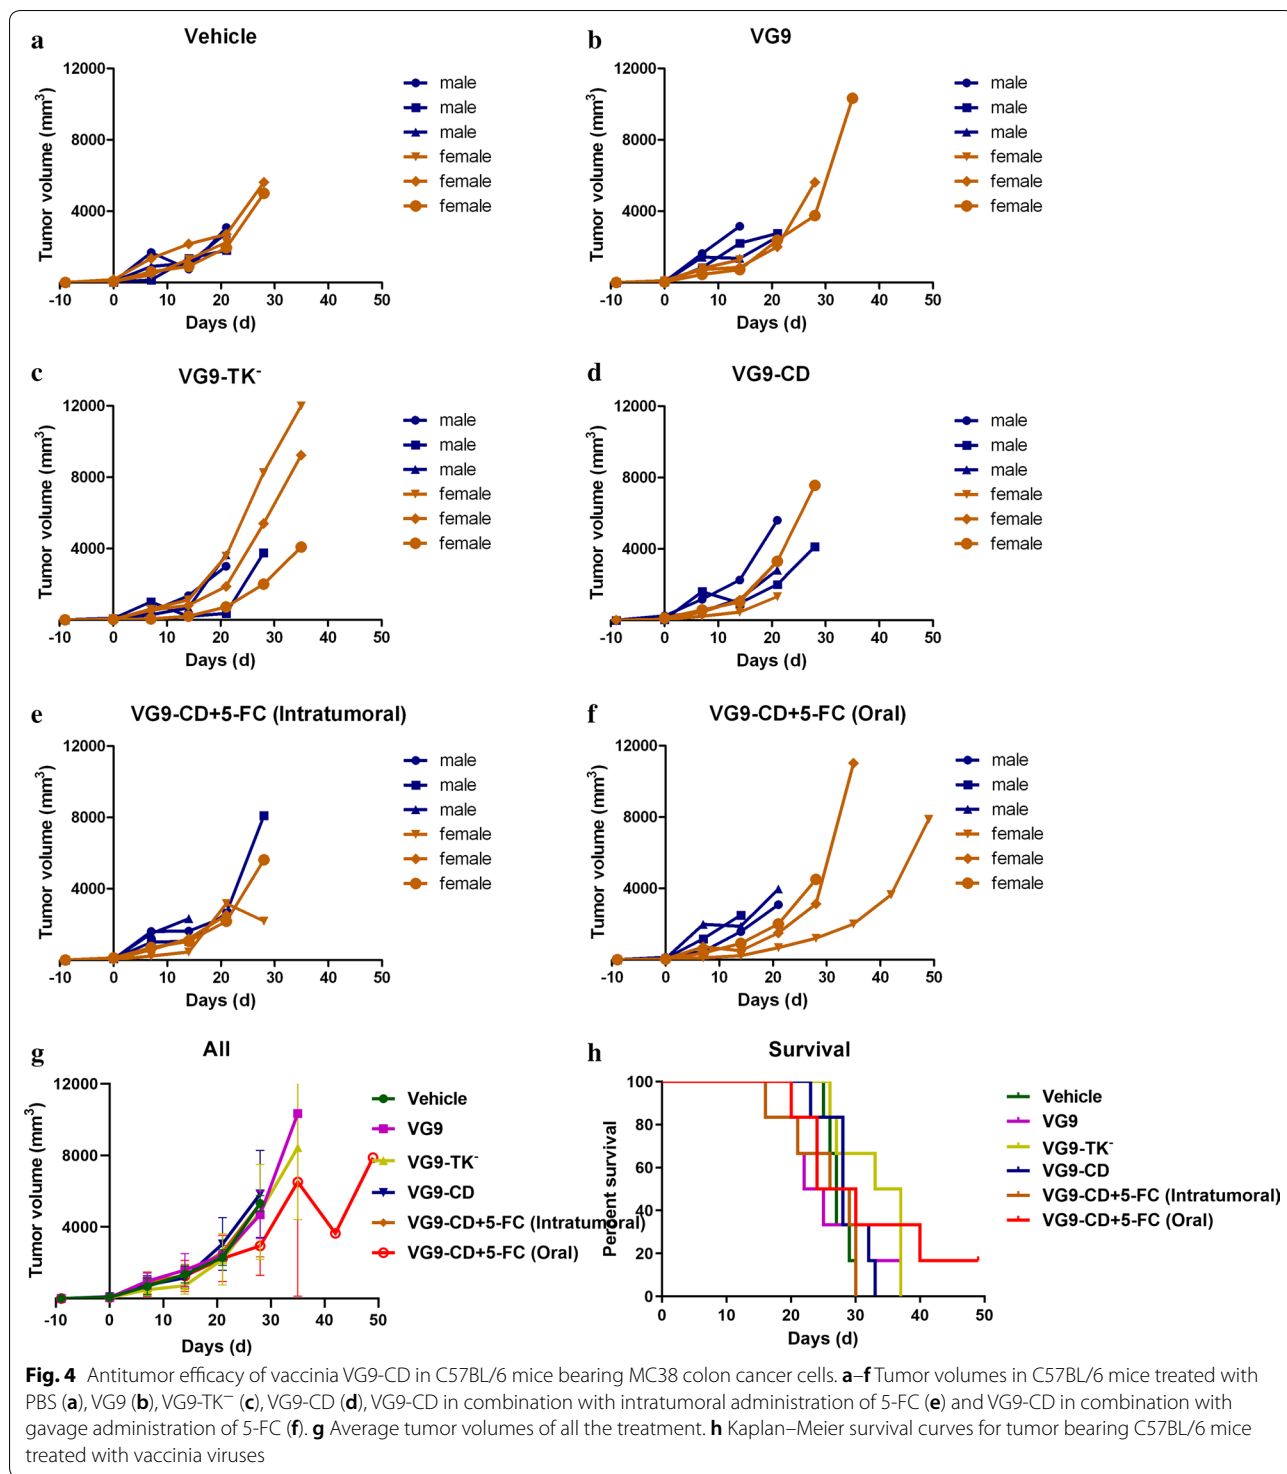 a
Vehicle
Tumor volume (mm³)
12000
8000
4000
-10
0
10
20
30
40
50
Days (d)
male
male
male
female
female
female
b
VG9
Tumor volume (mm³)
12000
8000
4000
-10
0
10
20
30
40
50
Days (d)
male
male
male
female
female
female
c
VG9-TK⁻
Tumor volume (mm³)
12000
8000
4000
-10
0
10
20
30
40
50
Days (d)
male
male
male
female
female
female
d
VG9-CD
Tumor volume (mm³)
12000
8000
4000
-10
0
10
20
30
40
50
Days (d)
male
male
male
female
female
female
e
VG9-CD+5-FC (Intratumoral)
Tumor volume (mm³)
12000
8000
4000
-10
0
10
20
30
40
50
Days (d)
male
male
male
female
female
female
f
VG9-CD+5-FC (Oral)
Tumor volume (mm³)
12000
8000
4000
-10
0
10
20
30
40
50
Days (d)
male
male
male
female
female
female
g
All
Tumor volume (mm³)
12000
8000
4000
-10
0
10
20
30
40
50
Days (d)
Vehicle
VG9
VG9-TK⁻
VG9-CD
VG9-CD+5-FC (Intratumoral)
VG9-CD+5-FC (Oral)
h
Survival
Percent survival
100
80
60
40
20
0
0
10
20
30
40
50
Days (d)
Vehicle
VG9
VG9-TK⁻
VG9-CD
VG9-CD+5-FC (Intratumoral)
VG9-CD+5-FC (Oral)
Fig. 4 Antitumor efficacy of vaccinia VG9-CD in C57BL/6 mice bearing MC38 colon cancer cells. a–f Tumor volumes in C57BL/6 mice treated with
PBS (a), VG9 (b), VG9-TK⁻ (c), VG9-CD (d), VG9-CD in combination with intratumoral administration of 5-FC (e) and VG9-CD in combination with
gavage administration of 5-FC (f). g Average tumor volumes of all the treatment. h Kaplan–Meier survival curves for tumor bearing C57BL/6 mice
treated with vaccinia viruses